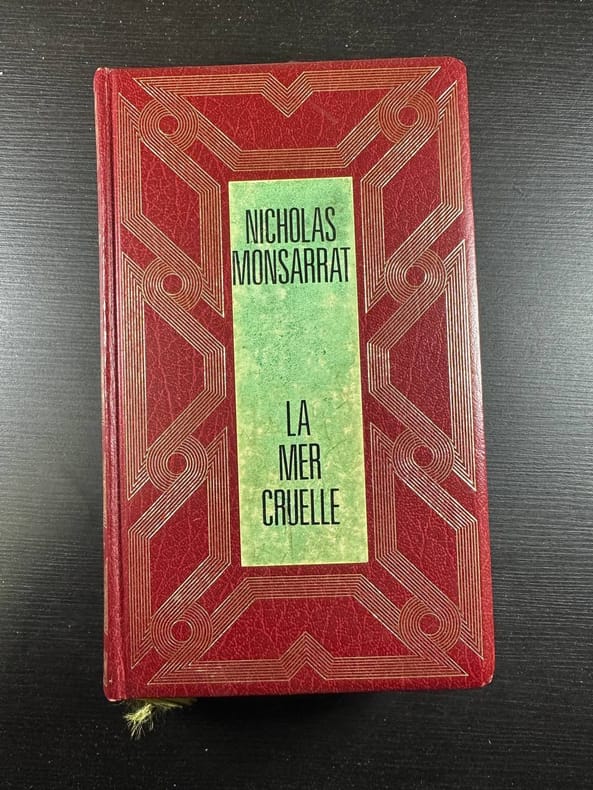 NICHOLAS
MONSARRAT
LA
MER
CRUELLE